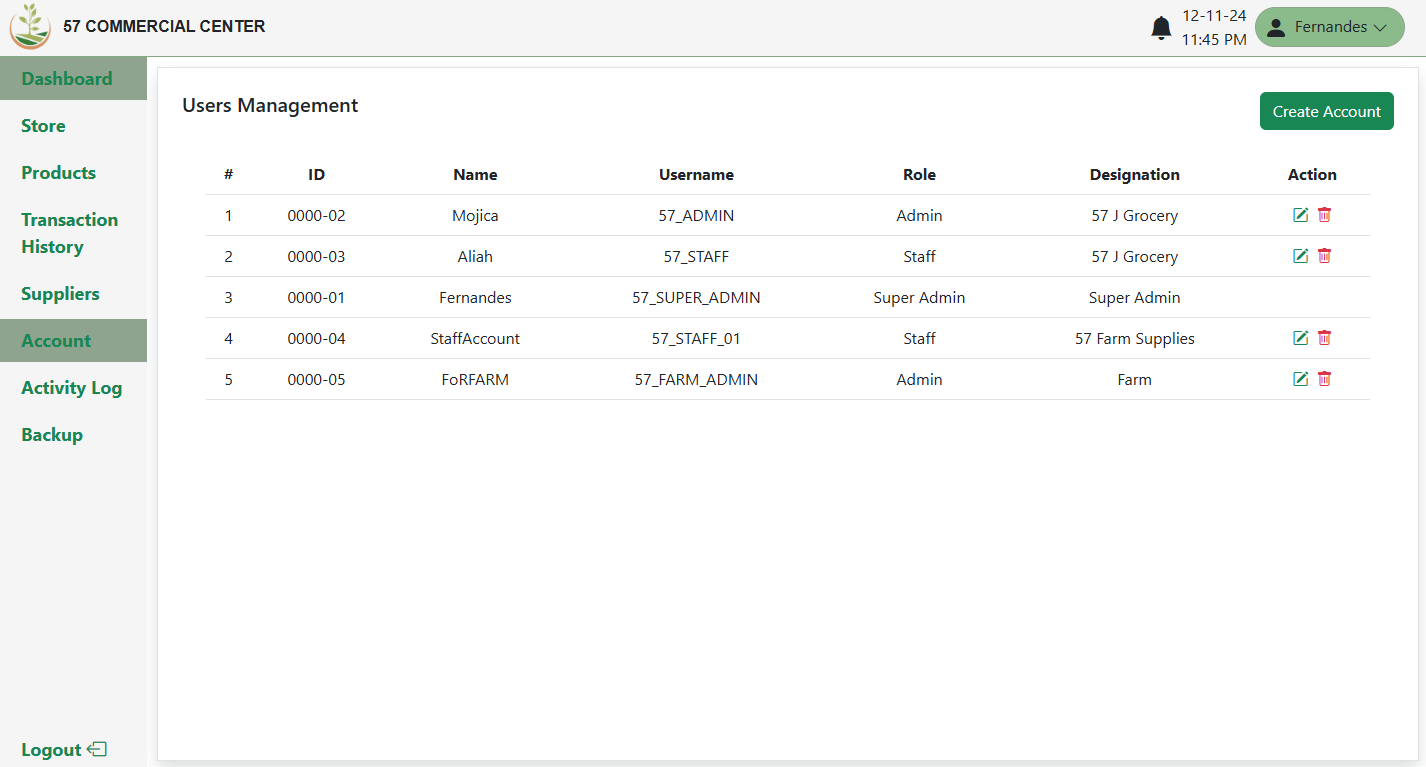 57 COMMERCIAL CENTER
12-11-24
11:45 PM
Fernandes
Dashboard
Store
Products
Transaction
History
Suppliers
Account
Activity Log
Backup
Logout
Users Management
Create Account
# ID Name Username Role Designation Action
1 0000-02 Mojica 57_ADMIN Admin 57 J Grocery
2 0000-03 Aliah 57_STAFF Staff 57 J Grocery
3 0000-01 Fernandes 57_SUPER_ADMIN Super Admin Super Admin
4 0000-04 StaffAccount 57_STAFF_01 Staff 57 Farm Supplies
5 0000-05 FoRFARM 57_FARM_ADMIN Admin Farm